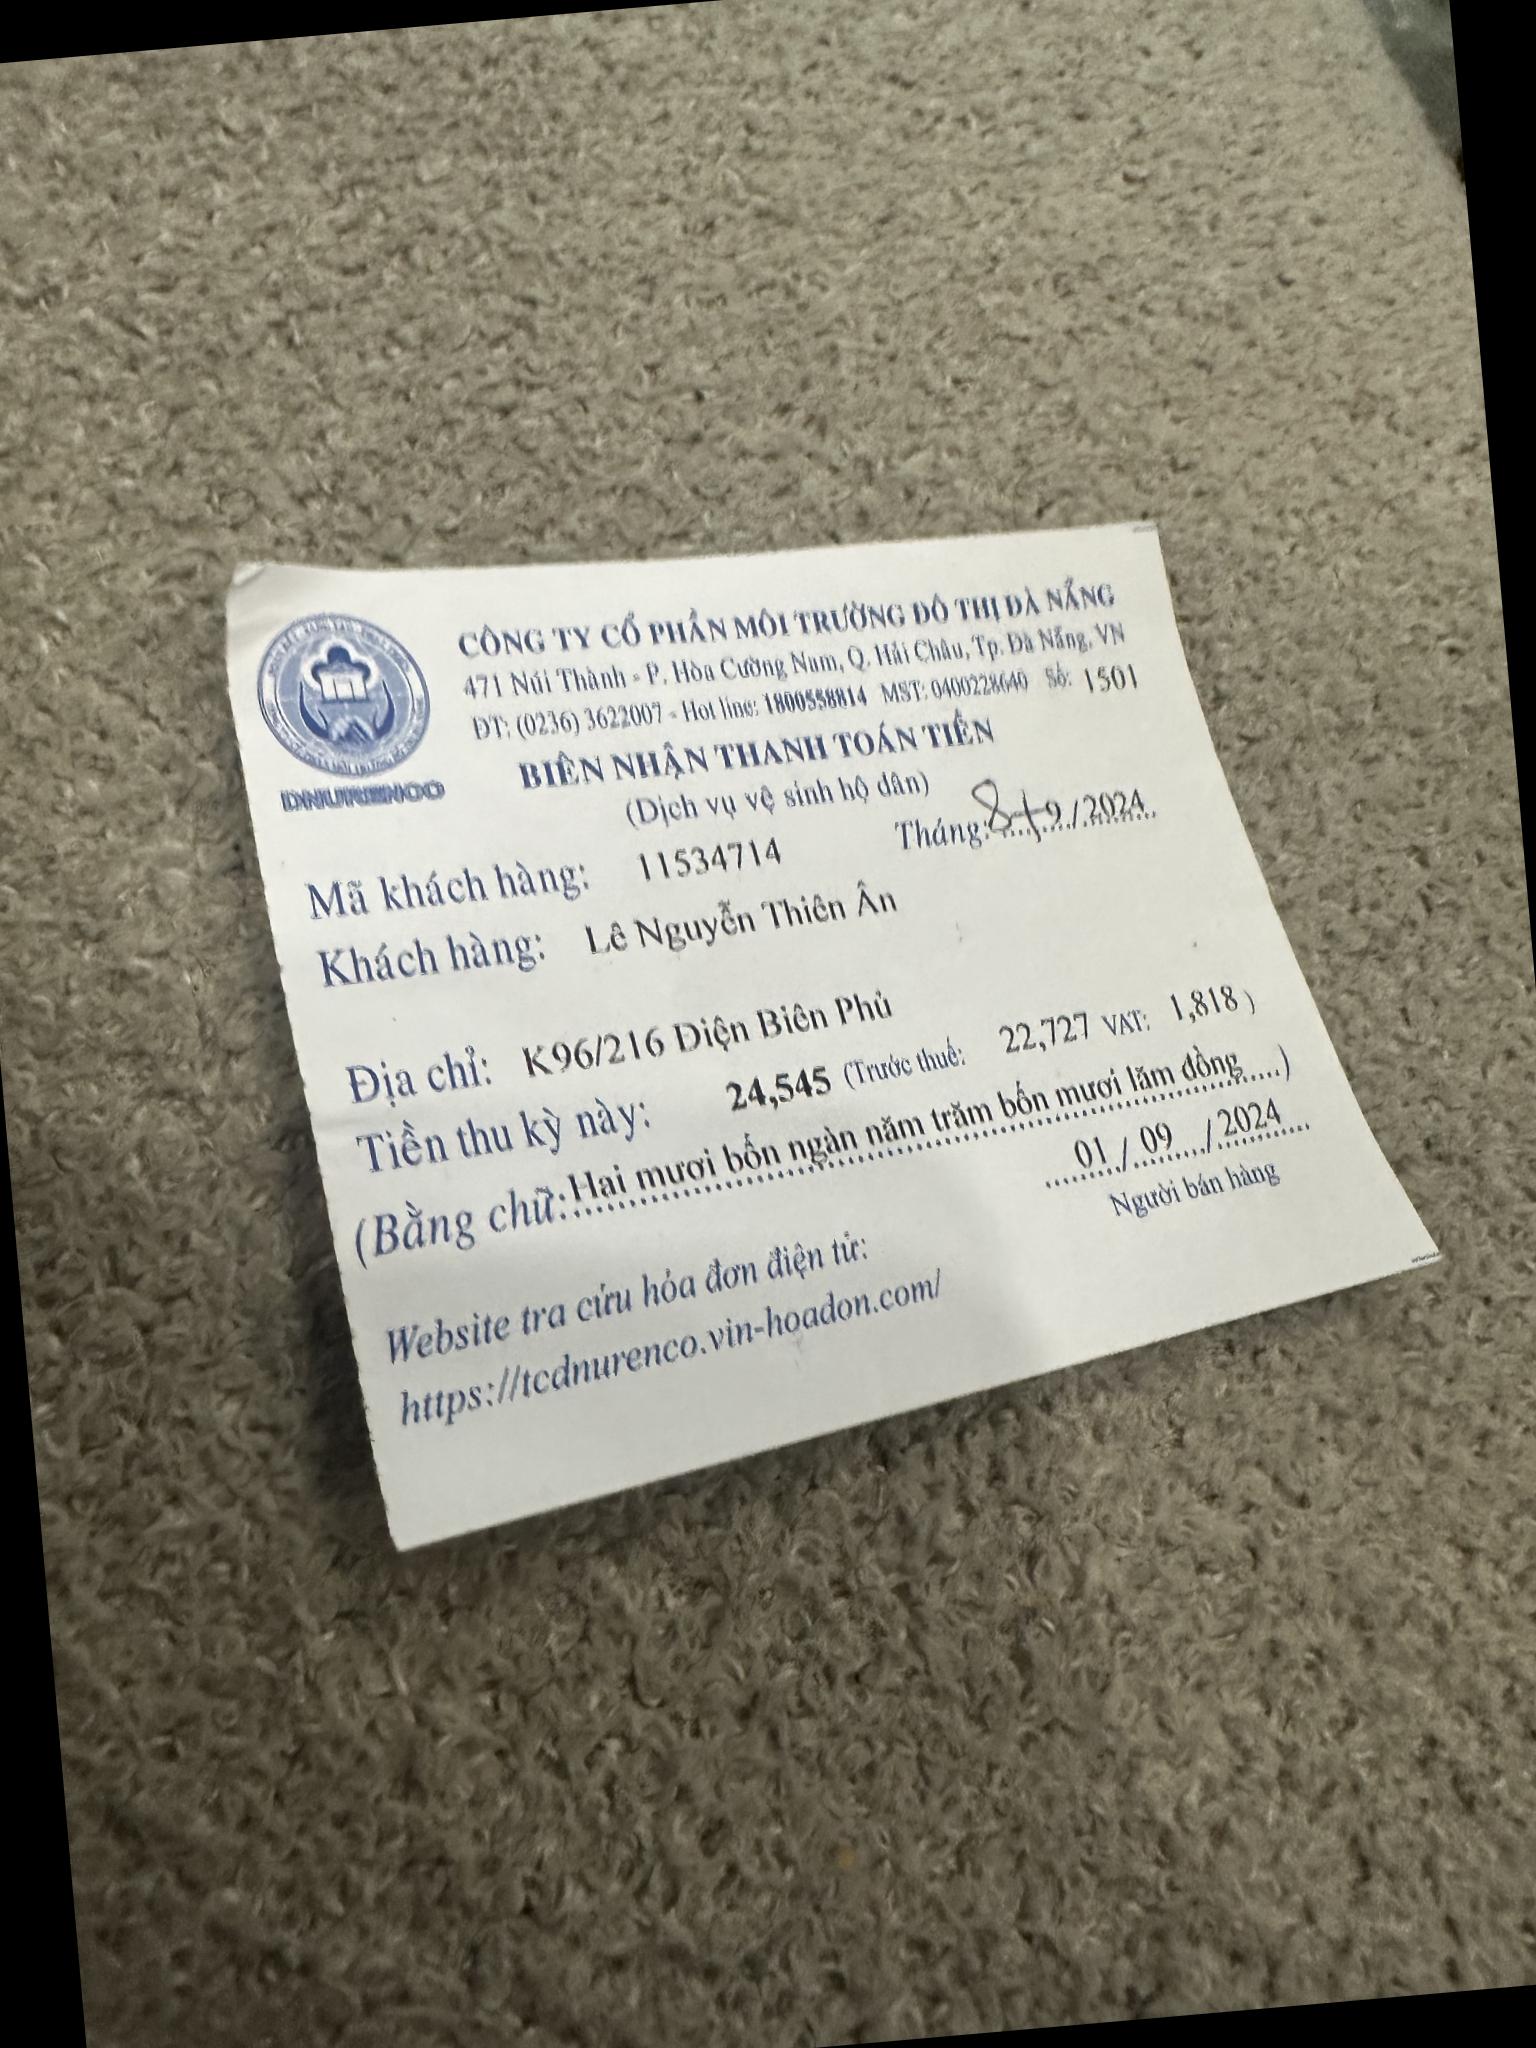 CÔNG TY CỔ PHẦN MÔI TRƯỜNG ĐÔ THỊ ĐÀ NẴNG
471 Núi Thành - P. Hòa Cường Nam, Q. Hải Châu, Tp. Đà Nẵng, VN
ĐT: (0236) 3622007 - Hot line: 1800558814 MST: 0400228640 Số: 1501
DNURENCO
BIÊN NHẬN THANH TOÁN TIỀN
(Dịch vụ vệ sinh hộ dân)
Tháng: 8+9/2024
Mã khách hàng: 11534714
Khách hàng: Lê Nguyễn Thiên Ân
Địa chỉ: K96/216 Điện Biên Phủ
Tiền thu kỳ này: 24,545 (Trước thuế: 22,727 VAT: 1,818)
(Bằng chữ: Hai mươi bốn ngàn năm trăm bốn mươi lăm đồng.....)
01/ 09 /2024
Người bán hàng
Website tra cứu hóa đơn điện tử:
https://tcdnurenco.vin-hoadon.com/